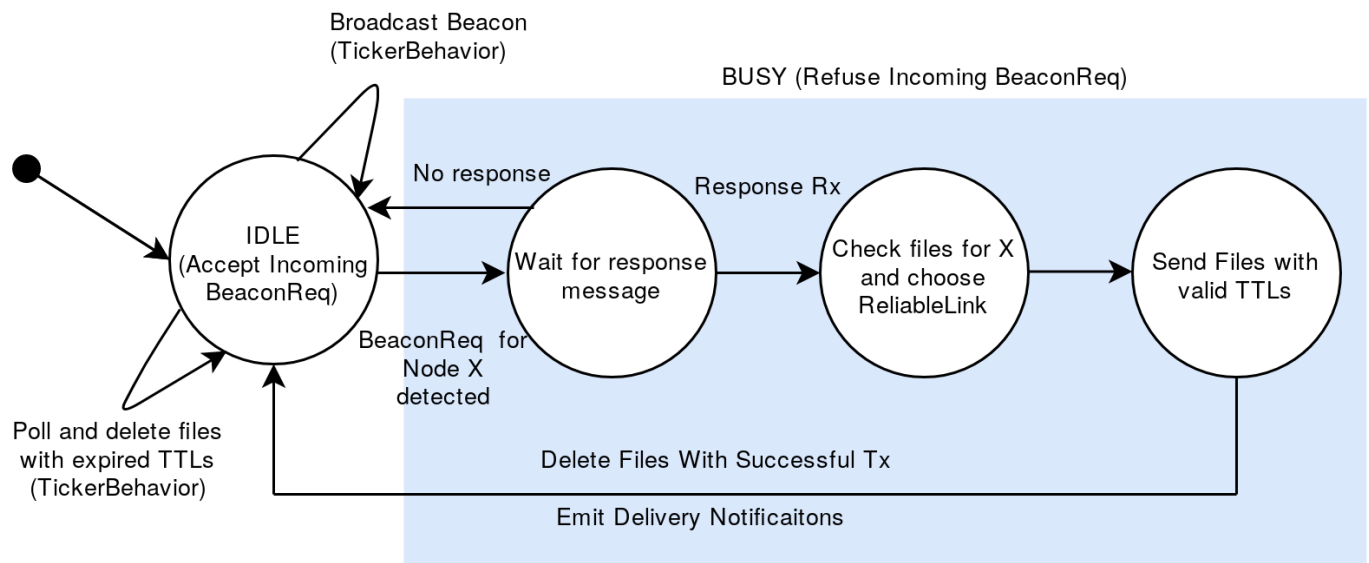 Broadcast Beacon
(TickerBehavior)
BUSY (Refuse Incoming BeaconReq)
No response
Response Rx
IDLE
(Accept Incoming
BeaconReq)
Wait for response
message
Check files for X
and choose
ReliableLink
Send Files with
valid TTLs
BeaconReq for
Node X
detected
Poll and delete files
with expired TTLs
(TickerBehavior)
Delete Files With Successful Tx
Emit Delivery Notificaitons